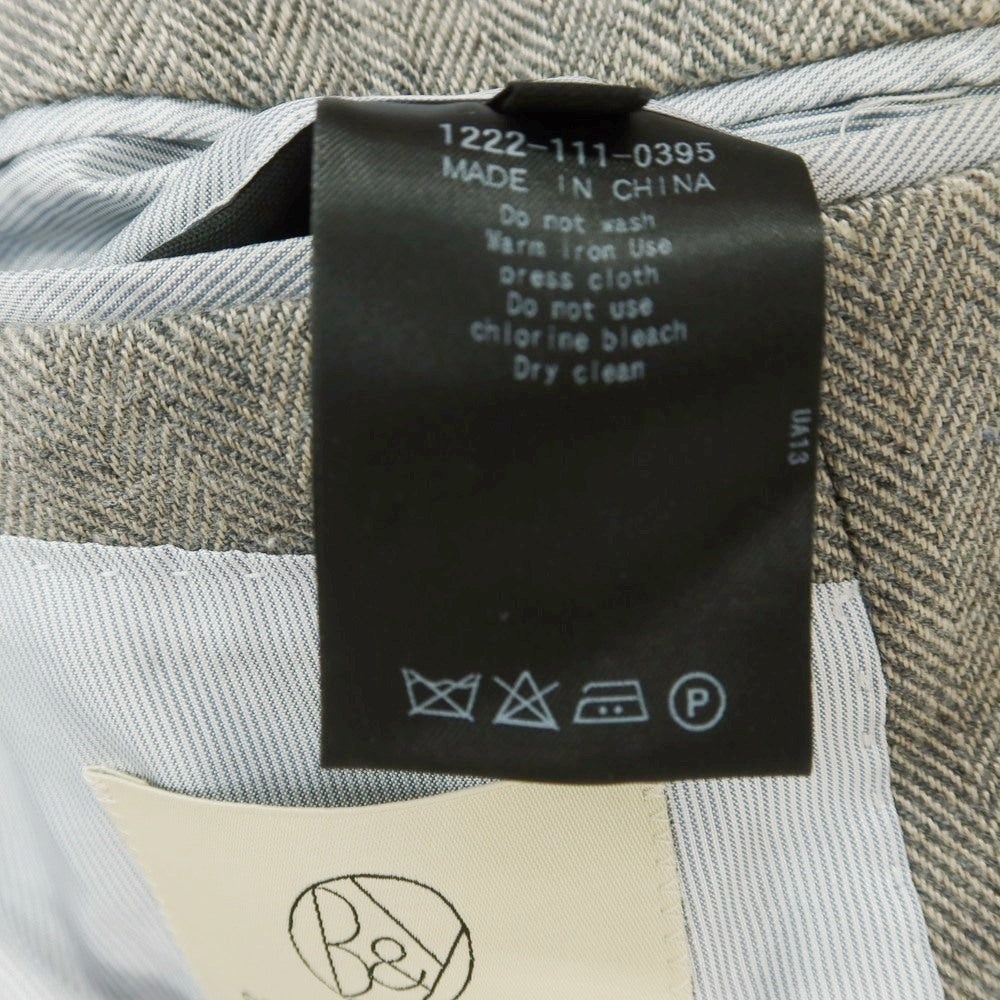 1222-111-0395
MADE IN CHINA
Do not wash
Warm iron Use
press cloth
Do not use
chlorine bleach
Dry clean
UA13
P
B&Y